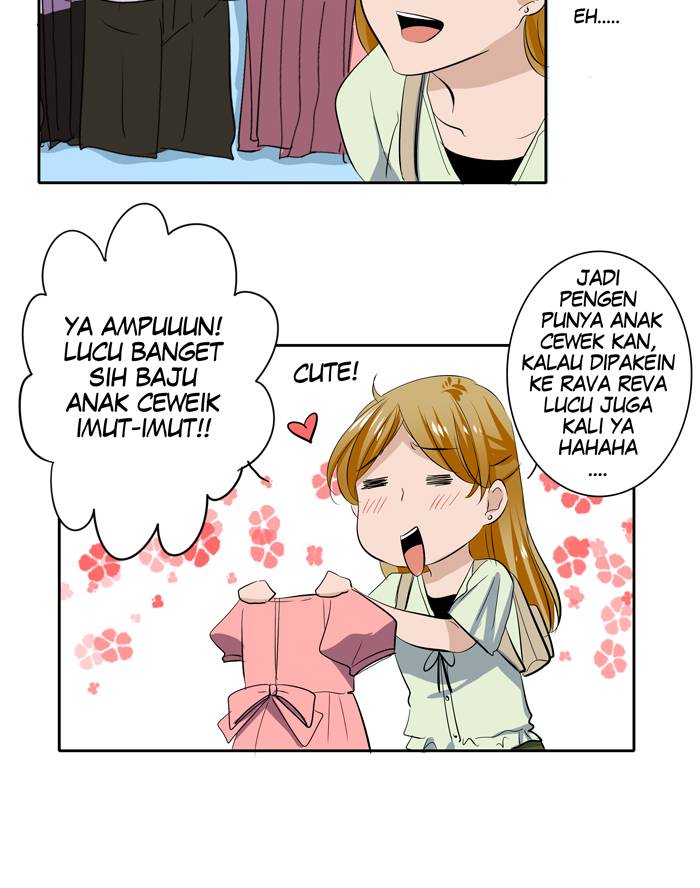 EH.....
YA AMPUUUN!
LUCU BANGET
SIH BAJU
ANAK CEWEIK
IMUT-IMUT!!
CUTE!
JADI
PENGEN
PUNYA ANAK
CEWEK KAN,
KALAU DIPAKEIN
KE RAVA REVA
LUCU JUGA
KALI YA
HAHAHA
....